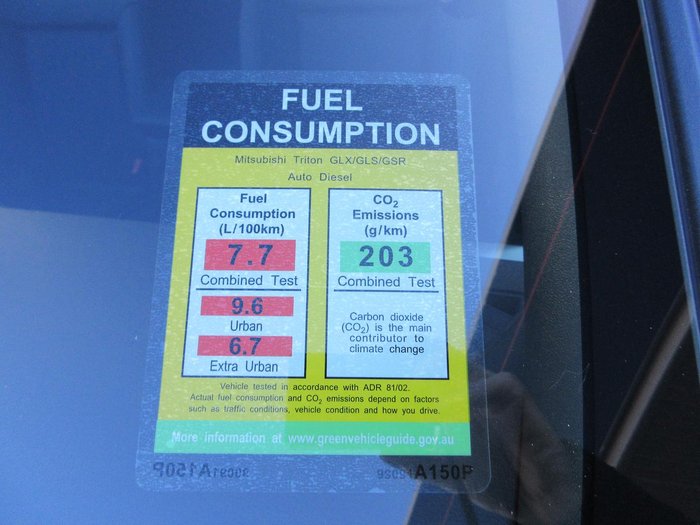 FUEL
CONSUMPTION
Mitsubishi Triton GLX/GLS/GSR
Auto Diesel
Fuel
Consumption
(L/100km)
7.7
Combined Test
9.6
Urban
6.7
Extra Urban
CO2
Emissions
(g/km)
203
Combined Test
Carbon dioxide
(CO2) is the main
contributor to
climate change
Vehicle tested in accordance with ADR 81/02.
Actual fuel consumption and CO2 emissions depend on factors
such as traffic conditions, vehicle condition and how you drive.
More information at www.greenvehicleguide.gov.au
A150P